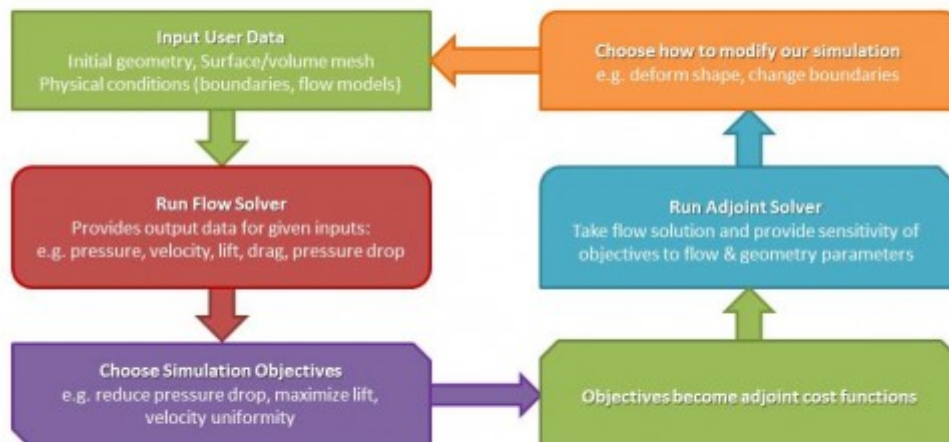 Input User Data
Initial geometry, Surface/volume mesh
Physical conditions (boundaries, flow models)
Choose how to modify our simulation
e.g. deform shape, change boundaries
Run Flow Solver
Provides output data for given inputs:
e.g. pressure, velocity, lift, drag, pressure drop
Run Adjoint Solver
Take flow solution and provide sensitivity of
objectives to flow & geometry parameters
Choose Simulation Objectives
e.g. reduce pressure drop, maximize lift,
velocity uniformity
Objectives become adjoint cost functions